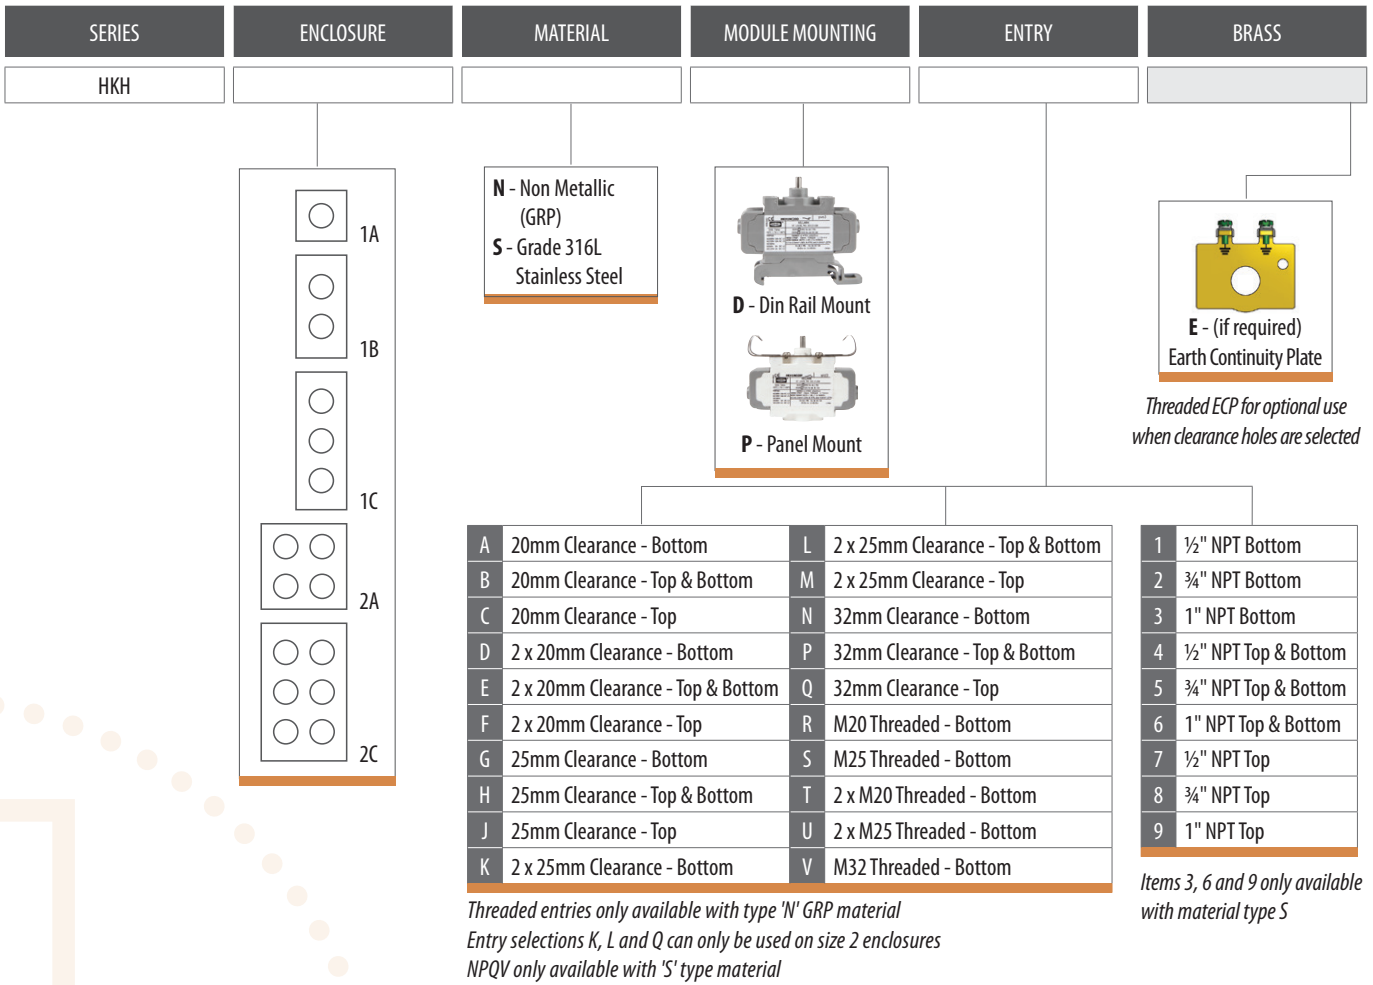 SERIES
ENCLOSURE
MATERIAL
MODULE MOUNTING
ENTRY
BRASS
HKH
1A
1B
1C
2A
2C
N - Non Metallic
(GRP)
S - Grade 316L
Stainless Steel
D - Din Rail Mount
P - Panel Mount
E - (if required)
Earth Continuity Plate
Threaded ECP for optional use
when clearance holes are selected
A 20mm Clearance - Bottom
B 20mm Clearance - Top & Bottom
C 20mm Clearance - Top
D 2 x 20mm Clearance - Bottom
E 2 x 20mm Clearance - Top & Bottom
F 2 x 20mm Clearance - Top
G 25mm Clearance - Bottom
H 25mm Clearance - Top & Bottom
J 25mm Clearance - Top
K 2 x 25mm Clearance - Bottom
L 2 x 25mm Clearance - Top & Bottom
M 2 x 25mm Clearance - Top
N 32mm Clearance - Bottom
P 32mm Clearance - Top & Bottom
Q 32mm Clearance - Top
R M20 Threaded - Bottom
S M25 Threaded - Bottom
T 2 x M20 Threaded - Bottom
U 2 x M25 Threaded - Bottom
V M32 Threaded - Bottom
1 ½" NPT Bottom
2 ¾" NPT Bottom
3 1" NPT Bottom
4 ½" NPT Top & Bottom
5 ¾" NPT Top & Bottom
6 1" NPT Top & Bottom
7 ½" NPT Top
8 ¾" NPT Top
9 1" NPT Top
Threaded entries only available with type 'N' GRP material
Entry selections K, L and Q can only be used on size 2 enclosures
NPQV only available with 'S' type material
Items 3, 6 and 9 only available
with material type S